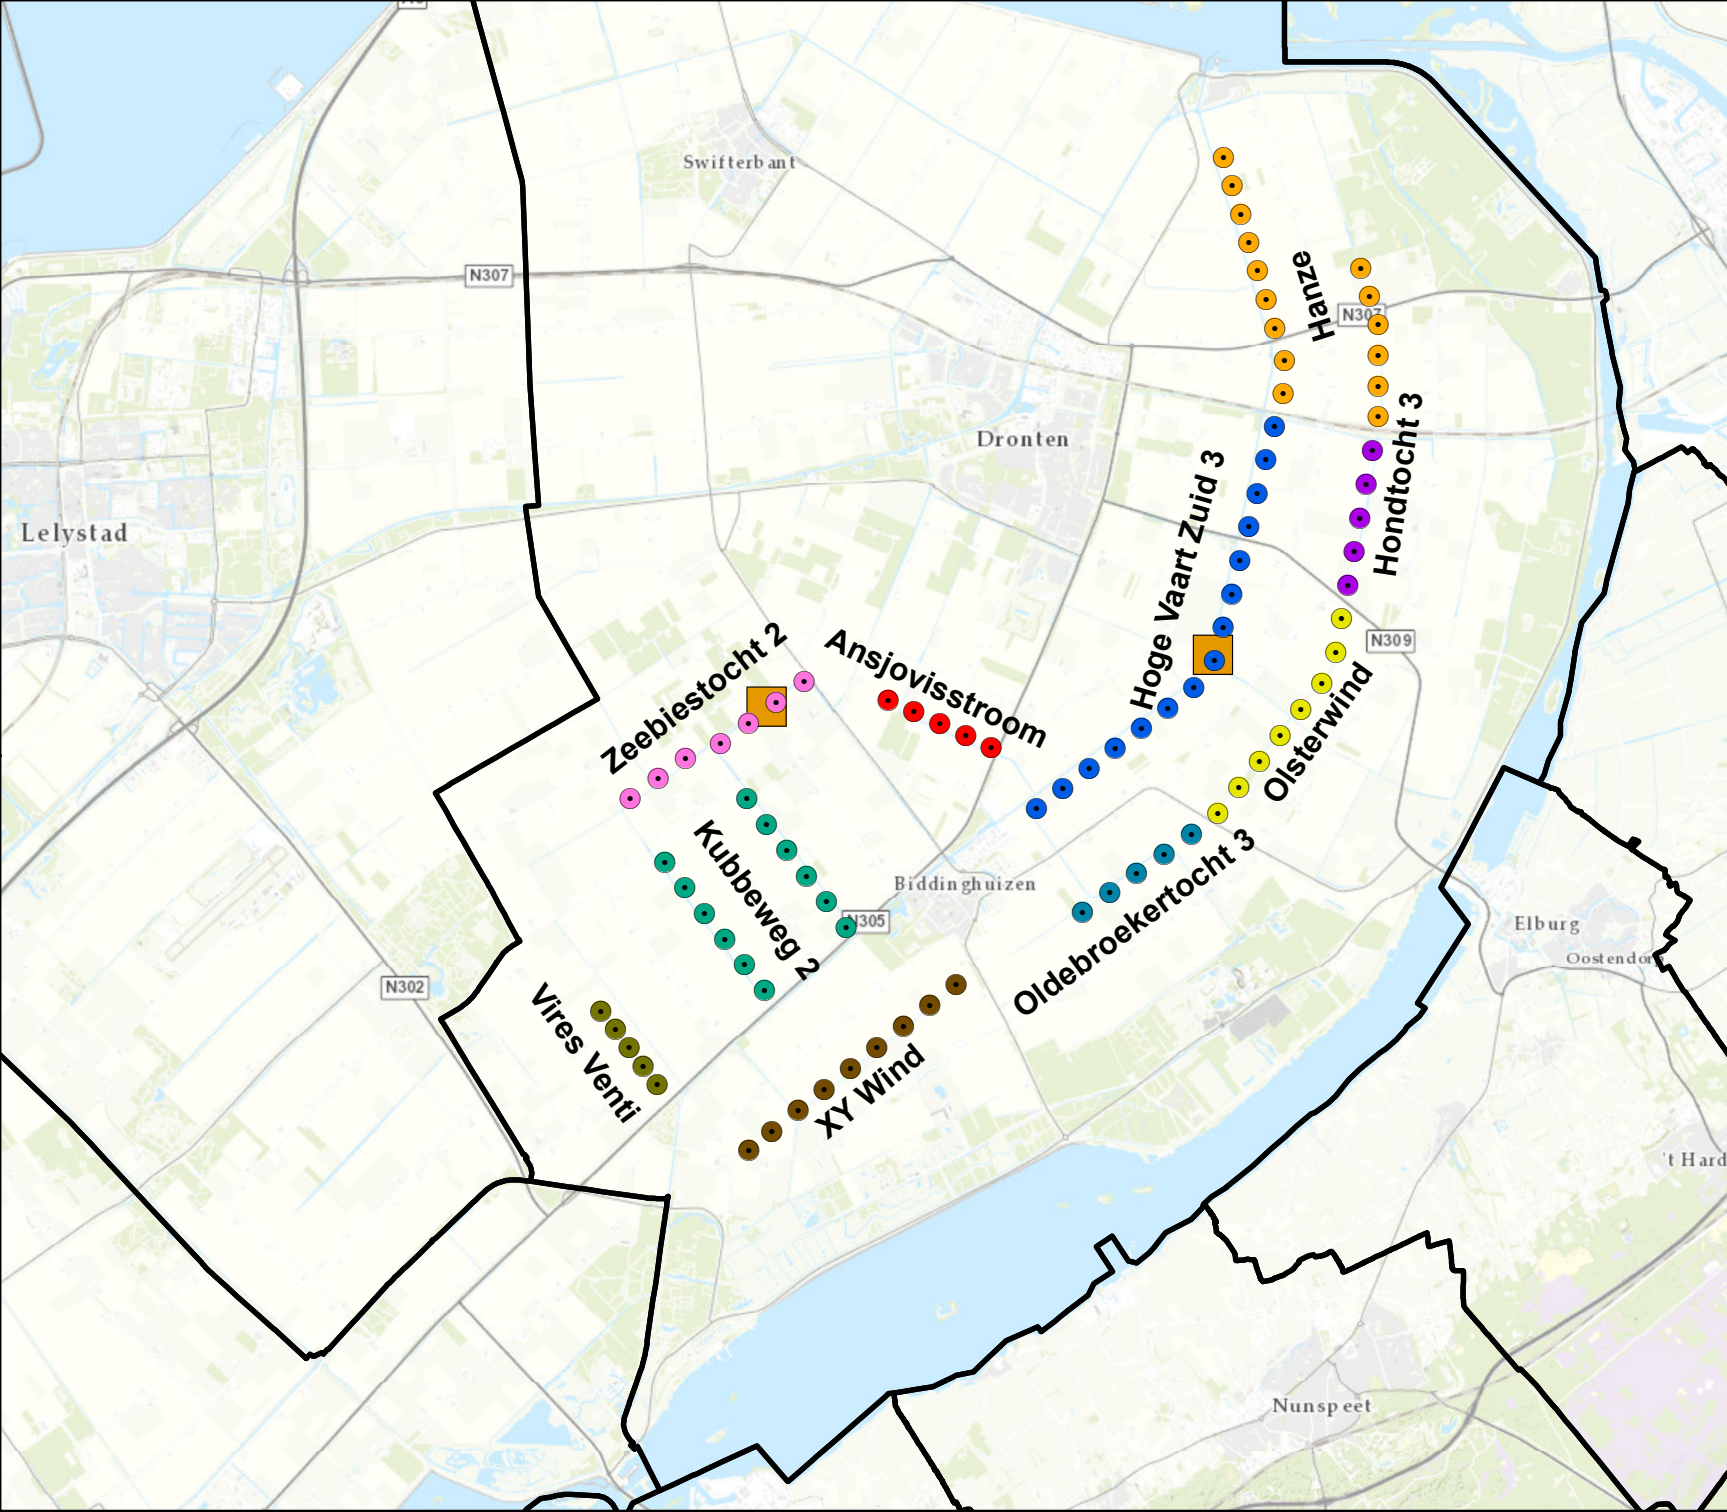 Swifterbant
N307
Hanze
N307
Dronten
Hondtocht 3
Hoge Vaart Zuid 3
Lelystad
Zeebiestocht 2
Ansjovisstroom
N309
Olsterwind
Kubbeweg 2
Oldebroekertocht 3
Biddinghuizen
N305
Elburg
Oostendorp
N302
Vires Venti
XY Wind
't Hard
Nunspeet